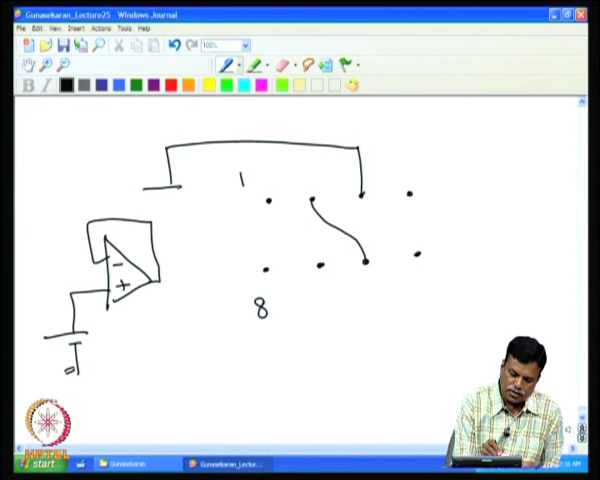 Gunasekaran_Lecture25 - Windows Journal
File Edit View Insert Actions Tools Help
100%
B I
1
−
+
8
NPTEL
start
Gunasekaran
Gunasekaran_Lectur...